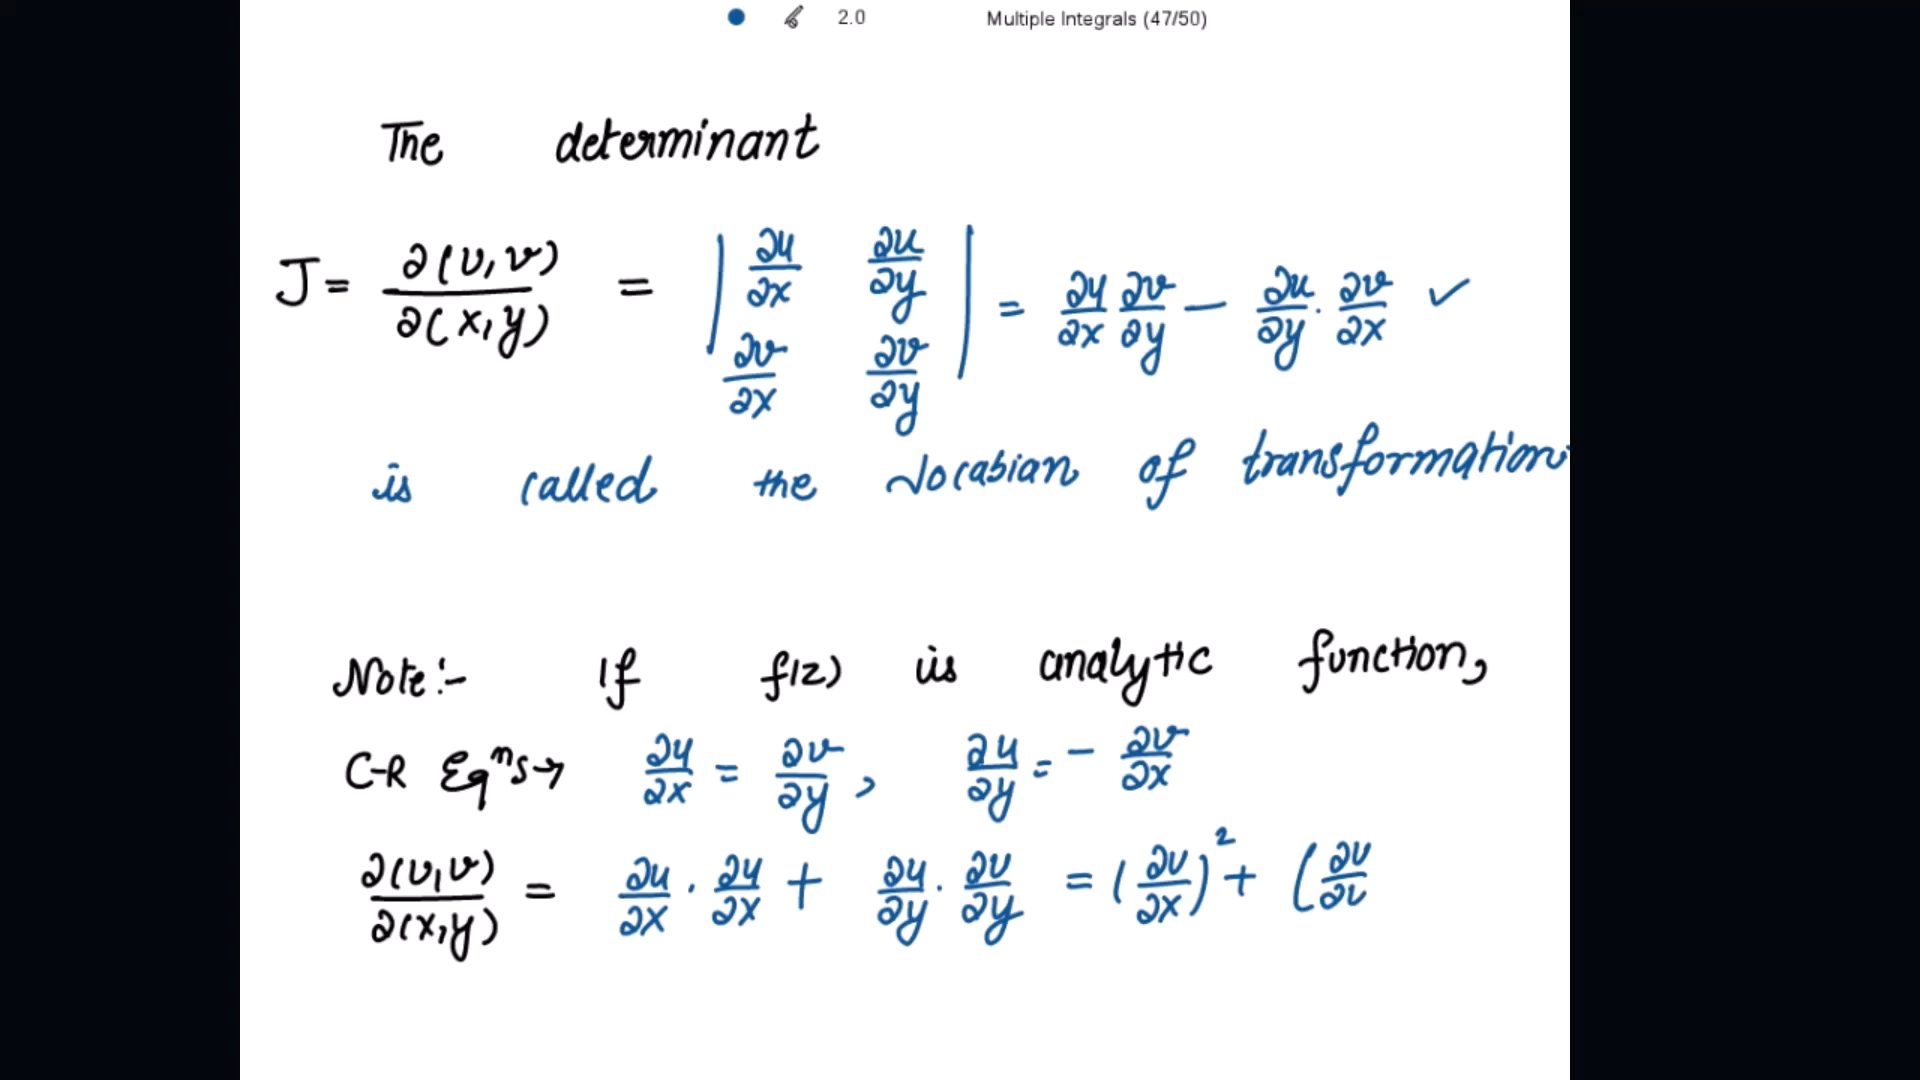 2.0 Multiple Integrals (47/50)
The determinant
J = ∂(u,v)/∂(x,y) = | ∂u/∂x ∂u/∂y ; ∂v/∂x ∂v/∂y | = ∂u/∂x ∂v/∂y − ∂u/∂y · ∂v/∂x ✓
is called the Jocabian of transformation
Note:- If f(z) is analytic function,
C-R Eqⁿs → ∂u/∂x = ∂v/∂y, ∂u/∂y = − ∂v/∂x
∂(u,v)/∂(x,y) = ∂u/∂x · ∂u/∂x + ∂u/∂y · ∂u/∂y = (∂u/∂x)² + (∂u/∂